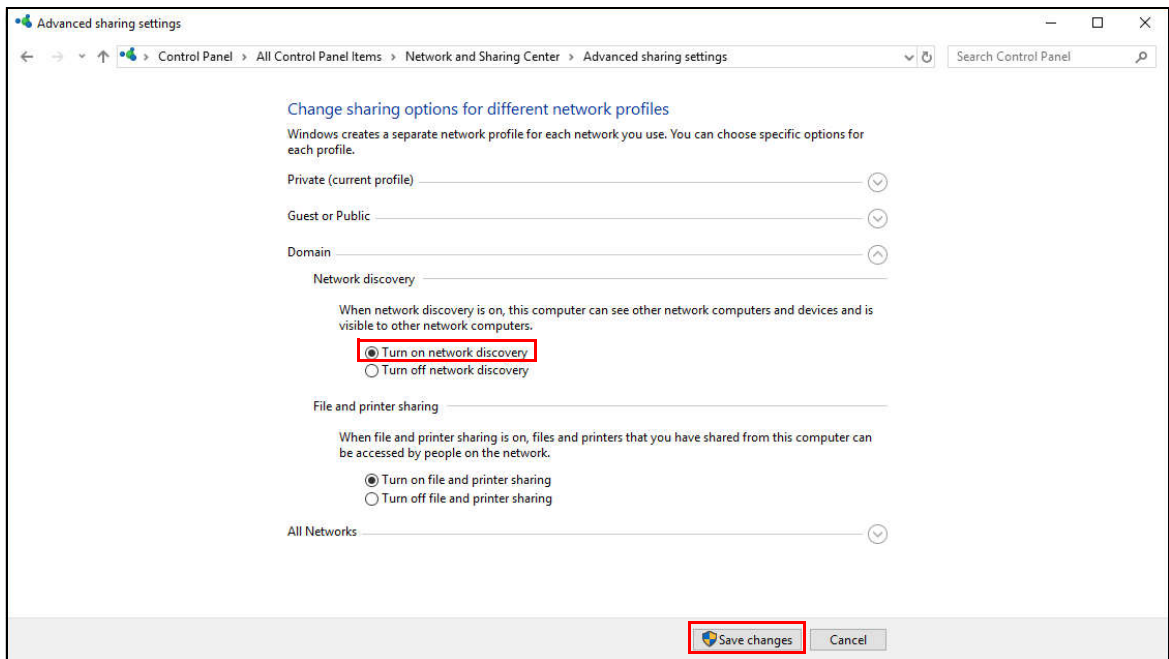 Advanced sharing settings
Control Panel > All Control Panel Items > Network and Sharing Center > Advanced sharing settings
Search Control Panel
Change sharing options for different network profiles
Windows creates a separate network profile for each network you use. You can choose specific options for
each profile.
Private (current profile)
Guest or Public
Domain
Network discovery
When network discovery is on, this computer can see other network computers and devices and is
visible to other network computers.
Turn on network discovery
Turn off network discovery
File and printer sharing
When file and printer sharing is on, files and printers that you have shared from this computer can
be accessed by people on the network.
Turn on file and printer sharing
Turn off file and printer sharing
All Networks
Save changes
Cancel